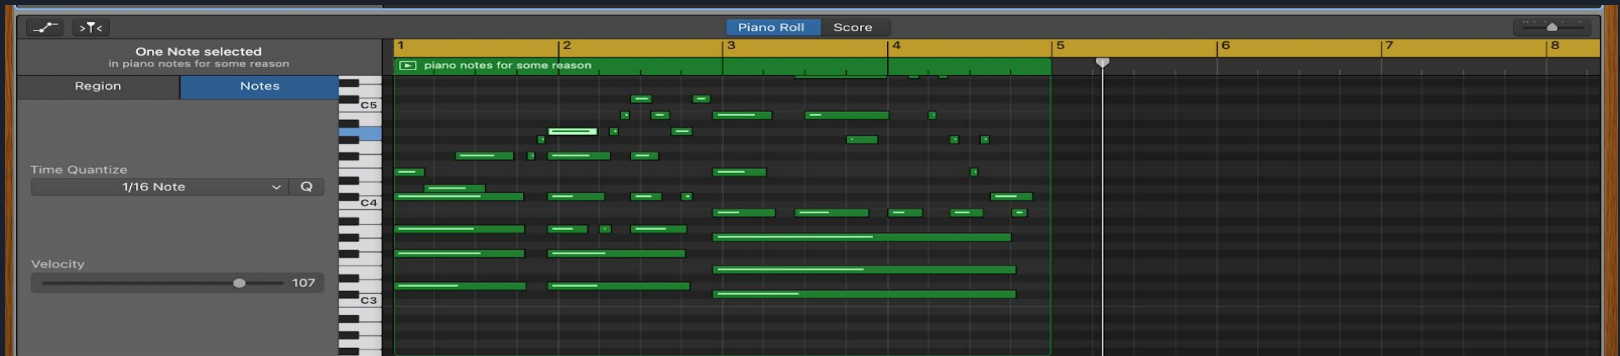 Piano Roll
Score
One Note selected
in piano notes for some reason
1 2 3 4 5 6 7 8
piano notes for some reason
Region
Notes
C5
Time Quantize
1/16 Note
Q
C4
Velocity
107
C3